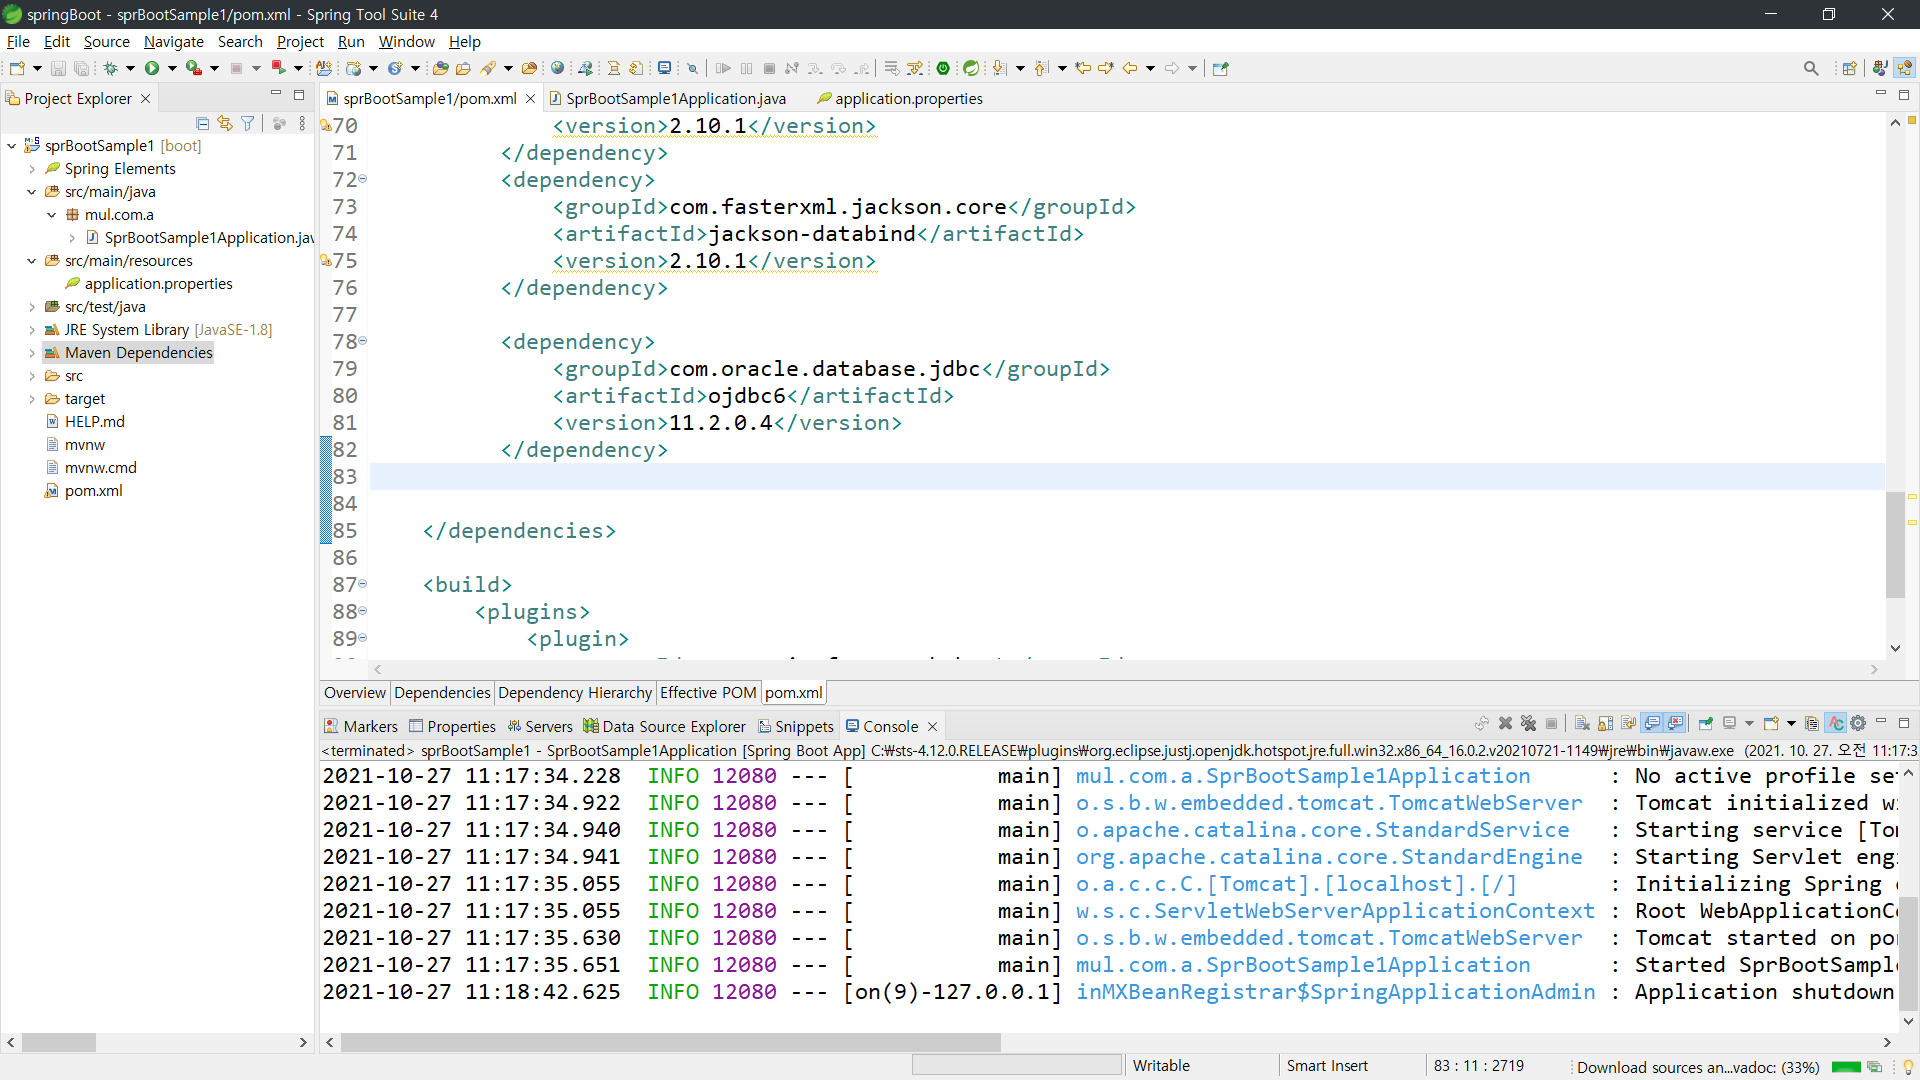 springBoot - sprBootSample1/pom.xml - Spring Tool Suite 4
File Edit Source Navigate Search Project Run Window Help
Project Explorer
sprBootSample1 [boot]
Spring Elements
src/main/java
mul.com.a
SprBootSample1Application.jav
src/main/resources
application.properties
src/test/java
JRE System Library [JavaSE-1.8]
Maven Dependencies
src
target
HELP.md
mvnw
mvnw.cmd
pom.xml
sprBootSample1/pom.xml SprBootSample1Application.java application.properties
70 <version>2.10.1</version>
71 </dependency>
72 <dependency>
73 <groupId>com.fasterxml.jackson.core</groupId>
74 <artifactId>jackson-databind</artifactId>
75 <version>2.10.1</version>
76 </dependency>
77
78 <dependency>
79 <groupId>com.oracle.database.jdbc</groupId>
80 <artifactId>ojdbc6</artifactId>
81 <version>11.2.0.4</version>
82 </dependency>
83
84
85 </dependencies>
86
87 <build>
88 <plugins>
89 <plugin>
Overview Dependencies Dependency Hierarchy Effective POM pom.xml
Markers Properties Servers Data Source Explorer Snippets Console
<terminated> sprBootSample1 - SprBootSample1Application [Spring Boot App] C:₩sts-4.12.0.RELEASE₩plugins₩org.eclipse.justj.openjdk.hotspot.jre.full.win32.x86_64_16.0.2.v20210721-1149₩jre₩bin₩javaw.exe (2021. 10. 27. 오전 11:17:3
2021-10-27 11:17:34.228 INFO 12080 --- [ main] mul.com.a.SprBootSample1Application : No active profile se
2021-10-27 11:17:34.922 INFO 12080 --- [ main] o.s.b.w.embedded.tomcat.TomcatWebServer : Tomcat initialized w
2021-10-27 11:17:34.940 INFO 12080 --- [ main] o.apache.catalina.core.StandardService : Starting service [Tom
2021-10-27 11:17:34.941 INFO 12080 --- [ main] org.apache.catalina.core.StandardEngine : Starting Servlet eng
2021-10-27 11:17:35.055 INFO 12080 --- [ main] o.a.c.c.C.[Tomcat].[localhost].[/] : Initializing Spring
2021-10-27 11:17:35.055 INFO 12080 --- [ main] w.s.c.ServletWebServerApplicationContext : Root WebApplicationCo
2021-10-27 11:17:35.630 INFO 12080 --- [ main] o.s.b.w.embedded.tomcat.TomcatWebServer : Tomcat started on por
2021-10-27 11:17:35.651 INFO 12080 --- [ main] mul.com.a.SprBootSample1Application : Started SprBootSampl
2021-10-27 11:18:42.625 INFO 12080 --- [on(9)-127.0.0.1] inMXBeanRegistrar$SpringApplicationAdmin : Application shutdown
Writable Smart Insert 83 : 11 : 2719 Download sources an...vadoc: (33%)